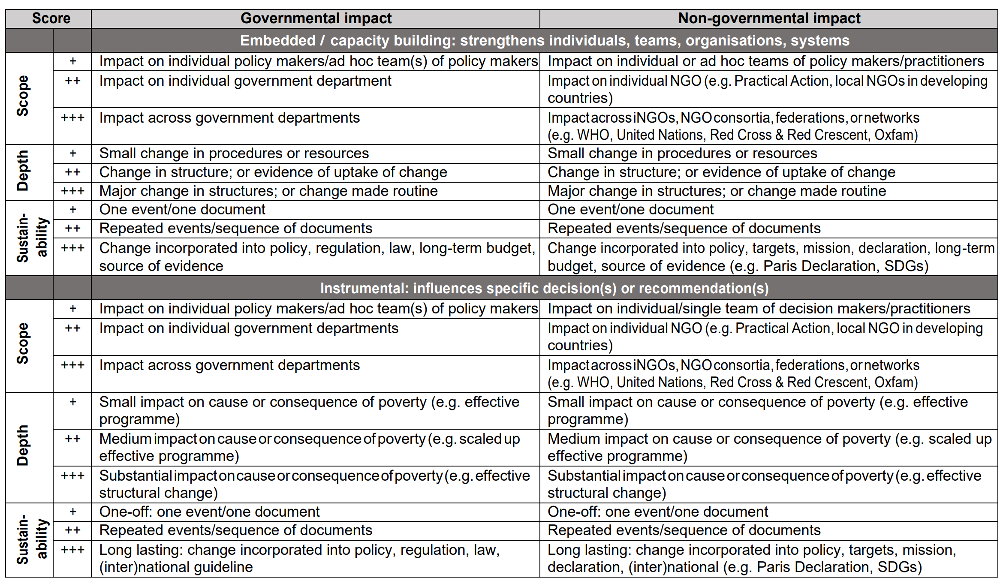 Score Governmental impact Non-governmental impact
Embedded / capacity building: strengthens individuals, teams, organisations, systems
Scope
+ Impact on individual policy makers/ad hoc team(s) of policy makers Impact on individual or ad hoc teams of policy makers/practitioners
++ Impact on individual government department Impact on individual NGO (e.g. Practical Action, local NGOs in developing
countries)
+++ Impact across government departments Impact across iNGOs, NGO consortia, federations, or networks
(e.g. WHO, United Nations, Red Cross & Red Crescent, Oxfam)
Depth
+ Small change in procedures or resources Small change in procedures or resources
++ Change in structure; or evidence of uptake of change Change in structure; or evidence of uptake of change
+++ Major change in structures; or change made routine Major change in structures; or change made routine
Sustain-
ability
+ One event/one document One event/one document
++ Repeated events/sequence of documents Repeated events/sequence of documents
+++ Change incorporated into policy, regulation, law, long-term budget, Change incorporated into policy, targets, mission, declaration, long-term
source of evidence budget, source of evidence (e.g. Paris Declaration, SDGs)
Instrumental: influences specific decision(s) or recommendation(s)
Scope
+ Impact on individual policy makers/ad hoc team(s) of policy makers Impact on individual/single team of decision makers/practitioners
++ Impact on individual government departments Impact on individual NGO (e.g. Practical Action, local NGO in developing
countries)
+++ Impact across government departments Impact across iNGOs, NGO consortia, federations, or networks
(e.g. WHO, United Nations, Red Cross & Red Crescent, Oxfam)
Depth
+ Small impact on cause or consequence of poverty (e.g. effective Small impact on cause or consequence of poverty (e.g. effective
programme) programme)
++ Medium impact on cause or consequence of poverty (e.g. scaled up Medium impact on cause or consequence of poverty (e.g. scaled up
effective programme) effective programme)
+++ Substantial impact on cause or consequence of poverty (e.g. effective Substantial impact on cause or consequence of poverty (e.g. effective
structural change) structural change)
Sustain-
ability
+ One-off: one event/one document One-off: one event/one document
++ Repeated events/sequence of documents Repeated events/sequence of documents
+++ Long lasting: change incorporated into policy, regulation, law, Long lasting: change incorporated into policy, targets, mission,
(inter)national guideline declaration, (inter)national (e.g. Paris Declaration, SDGs)